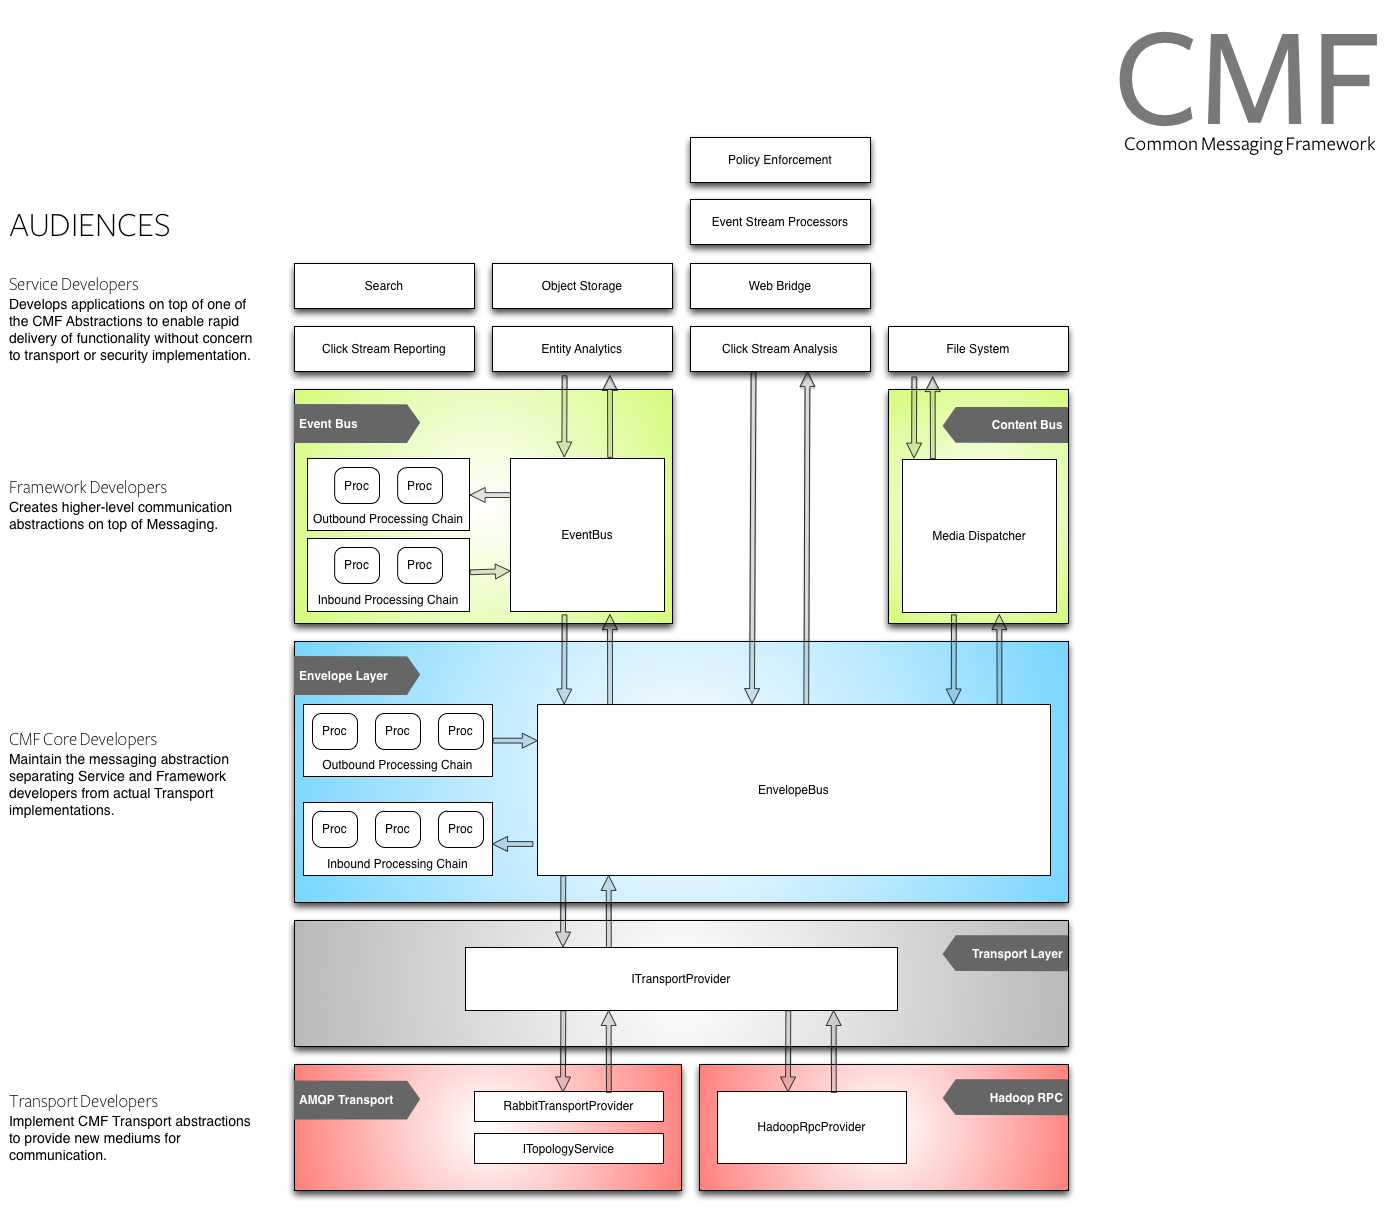 CMF
Common Messaging Framework
Policy Enforcement
Event Stream Processors
AUDIENCES
Service Developers
Develops applications on top of one of
the CMF Abstractions to enable rapid
delivery of functionality without concern
to transport or security implementation.
Search
Object Storage
Web Bridge
Click Stream Reporting
Entity Analytics
Click Stream Analysis
File System
Event Bus
Content Bus
Framework Developers
Creates higher-level communication
abstractions on top of Messaging.
Proc
Proc
Outbound Processing Chain
Proc
Proc
Inbound Processing Chain
EventBus
Media Dispatcher
Envelope Layer
CMF Core Developers
Maintain the messaging abstraction
separating Service and Framework
developers from actual Transport
implementations.
Proc
Proc
Proc
Outbound Processing Chain
Proc
Proc
Proc
Inbound Processing Chain
EnvelopeBus
Transport Layer
ITransportProvider
Transport Developers
Implement CMF Transport abstractions
to provide new mediums for
communication.
AMQP Transport
RabbitTransportProvider
ITopologyService
Hadoop RPC
HadoopRpcProvider